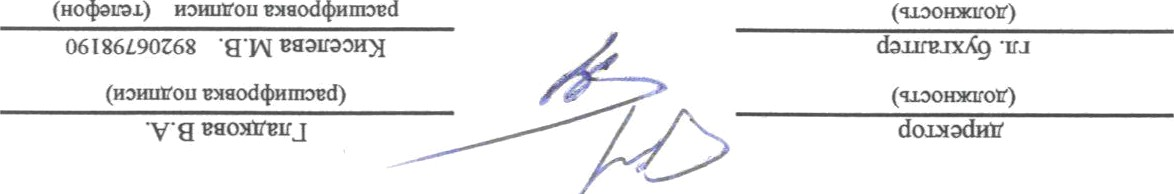 директор Гладкова В.А.
(должность) (расшифровка подписи)
гл. бухгалтер Киселева М.В. 89206798190
(должность) расшифровка подписи (телефон)